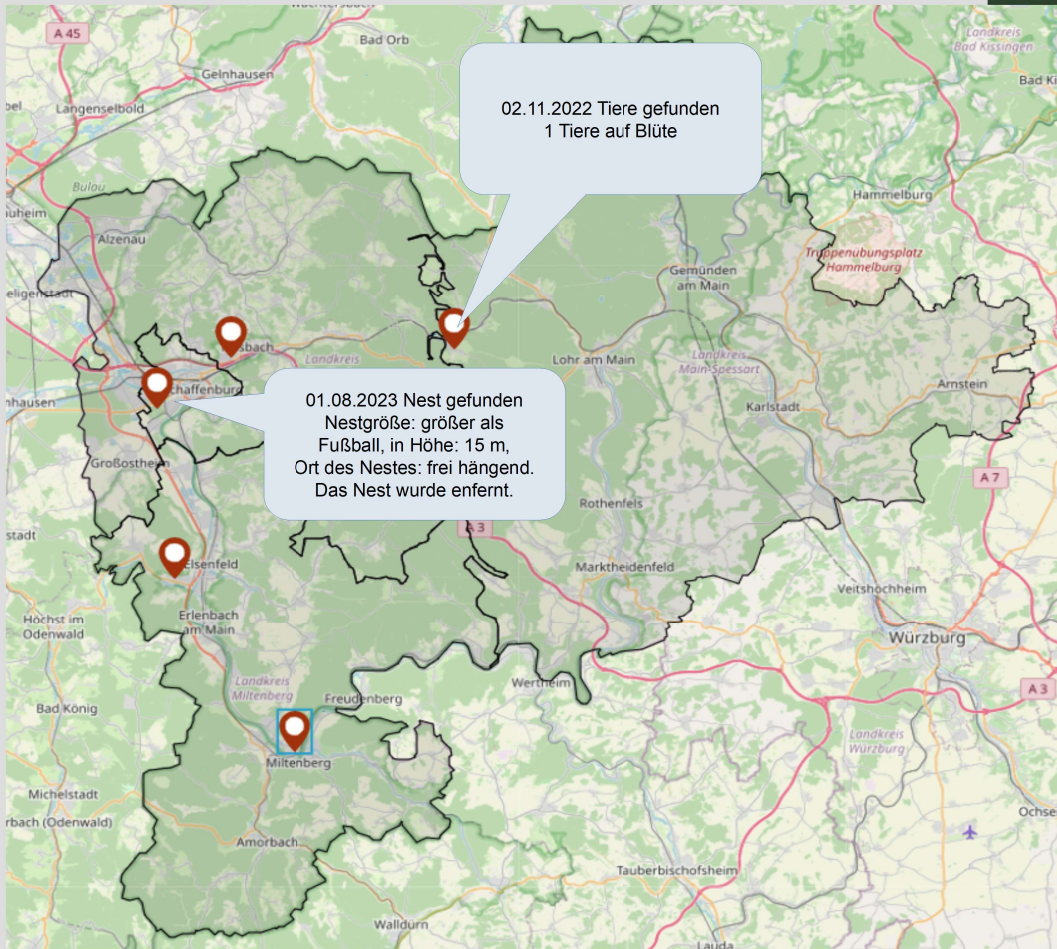 A 45
Bad Orb
Landkreis
Bad Kissingen
Gelnhausen
Langenselbold
02.11.2022 Tiere gefunden
1 Tiere auf Blüte
Bulau
Hammelburg
Alzenau
Truppenübungsplatz
Hammelburg
Gemünden
am Main
Landkreis
Lohr am Main
Landkreis
Main-Spessart
Arnstein
Karlstadt
01.08.2023 Nest gefunden
Nestgröße: größer als
Fußball, in Höhe: 15 m,
Ort des Nestes: frei hängend.
Das Nest wurde enfernt.
Großostheim
A 7
Rothenfels
A 3
Elsenfeld
Marktheidenfeld
Veitshöchheim
Erlenbach
am Main
Höchst im
Odenwald
Würzburg
Landkreis
Miltenberg
Wertheim
Freudenberg
A 3
Bad König
Landkreis
Würzburg
Miltenberg
Michelstadt
rbach (Odenwald)
Amorbach
Tauberbischofsheim
Walldürn
Lauda